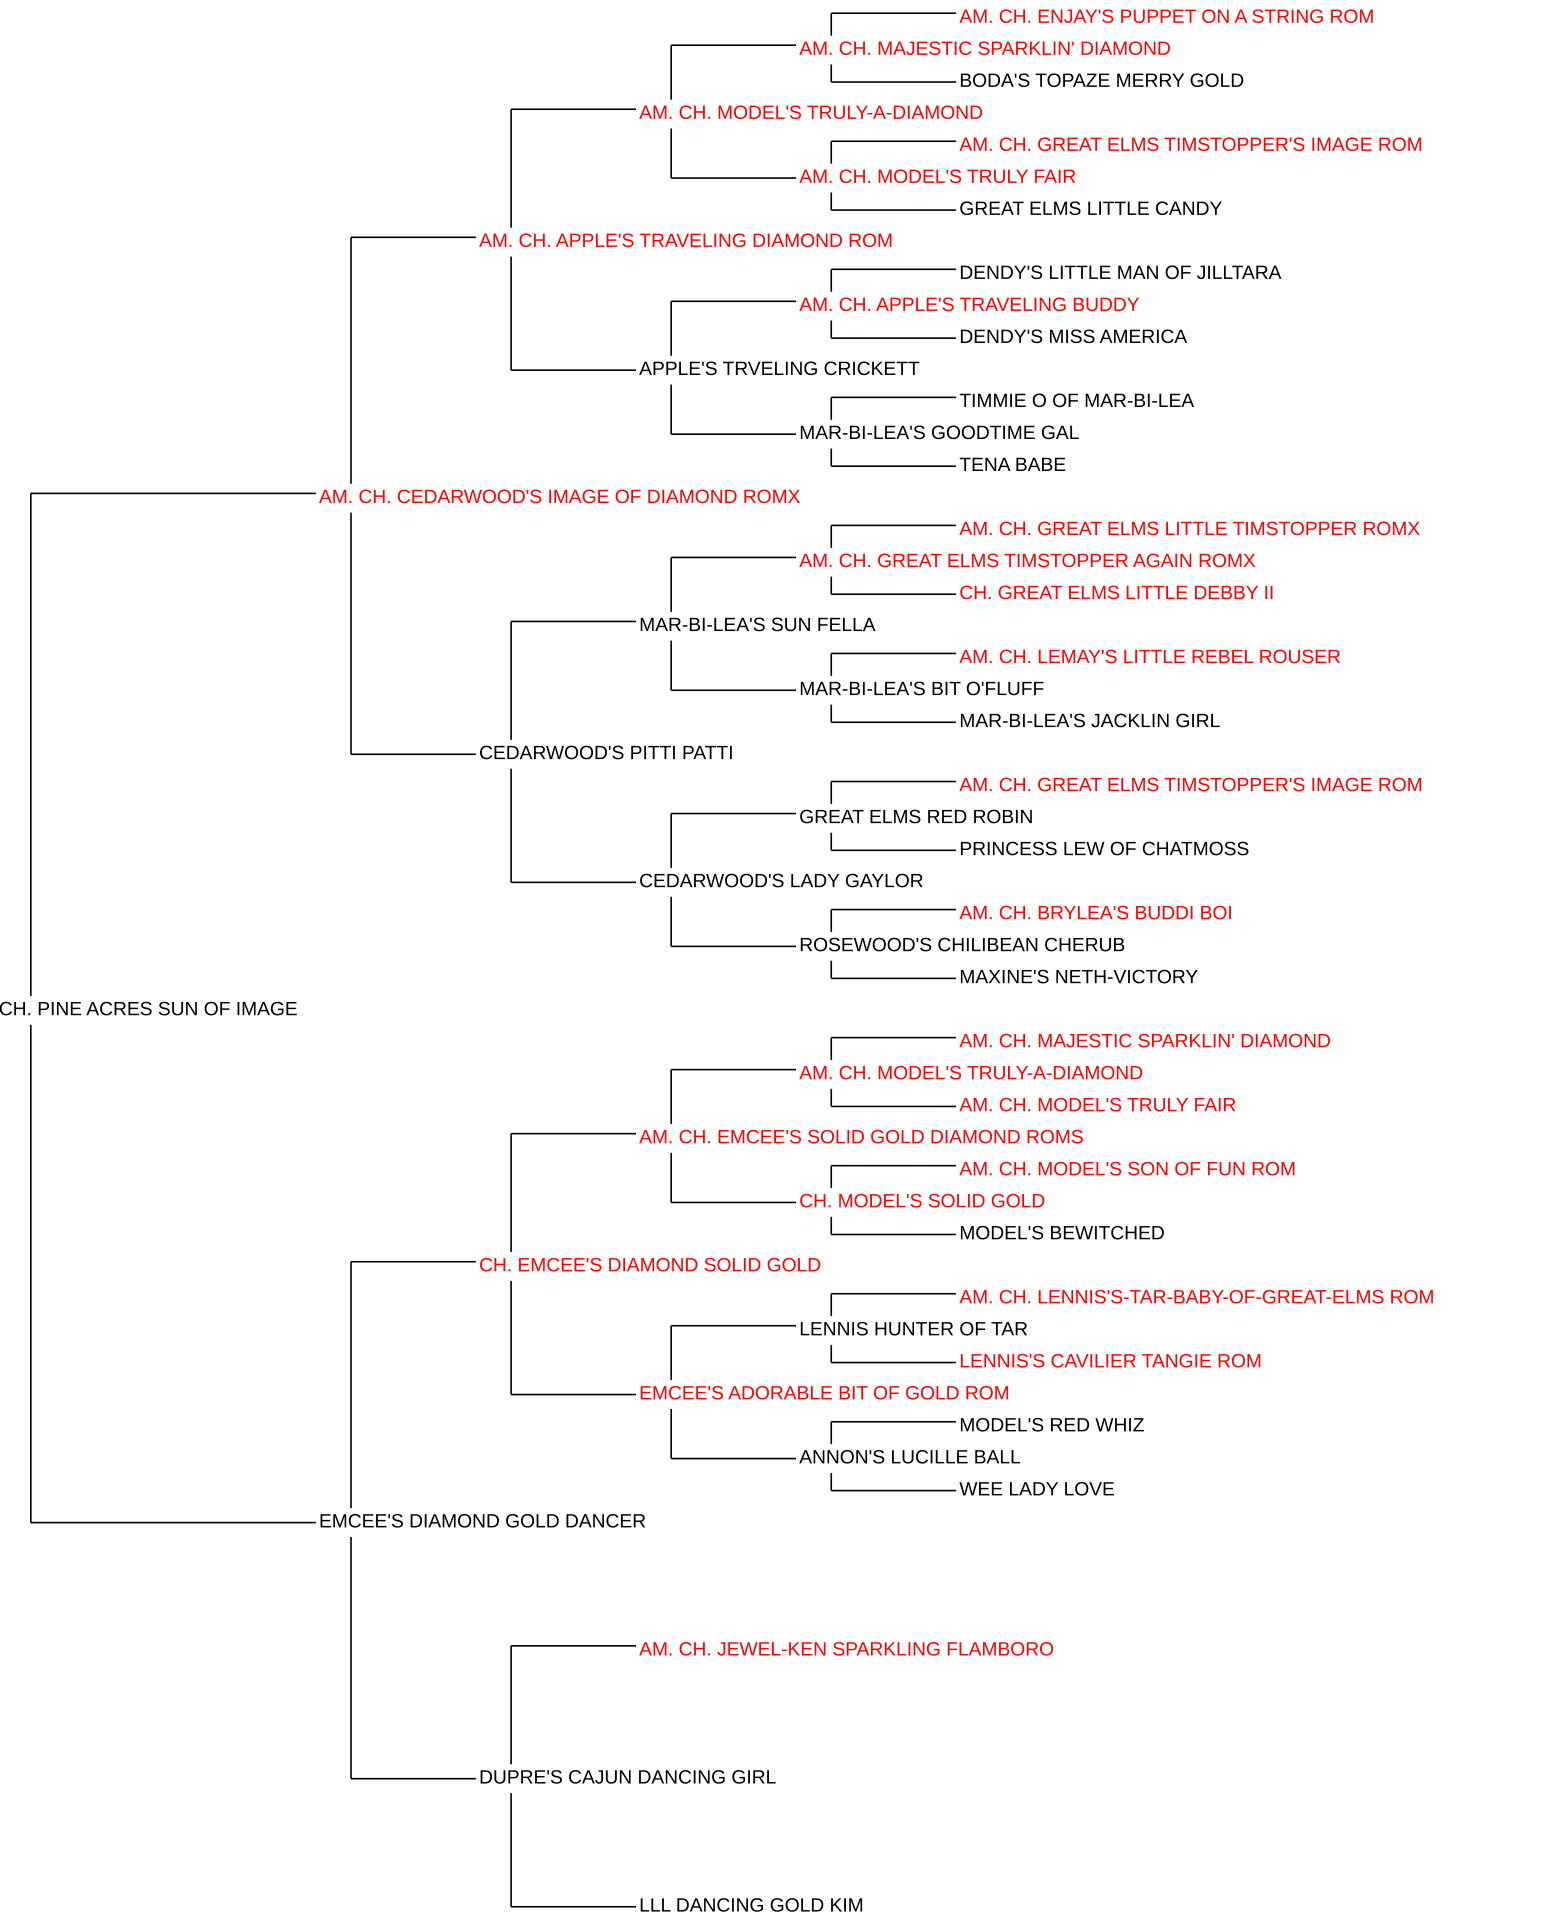 AM. CH. ENJAY'S PUPPET ON A STRING ROM
AM. CH. MAJESTIC SPARKLIN' DIAMOND
BODA'S TOPAZE MERRY GOLD
AM. CH. MODEL'S TRULY-A-DIAMOND
AM. CH. GREAT ELMS TIMSTOPPER'S IMAGE ROM
AM. CH. MODEL'S TRULY FAIR
GREAT ELMS LITTLE CANDY
AM. CH. APPLE'S TRAVELING DIAMOND ROM
DENDY'S LITTLE MAN OF JILLTARA
AM. CH. APPLE'S TRAVELING BUDDY
DENDY'S MISS AMERICA
APPLE'S TRVELING CRICKETT
TIMMIE O OF MAR-BI-LEA
MAR-BI-LEA'S GOODTIME GAL
TENA BABE
AM. CH. CEDARWOOD'S IMAGE OF DIAMOND ROMX
AM. CH. GREAT ELMS LITTLE TIMSTOPPER ROMX
AM. CH. GREAT ELMS TIMSTOPPER AGAIN ROMX
CH. GREAT ELMS LITTLE DEBBY II
MAR-BI-LEA'S SUN FELLA
AM. CH. LEMAY'S LITTLE REBEL ROUSER
MAR-BI-LEA'S BIT O'FLUFF
MAR-BI-LEA'S JACKLIN GIRL
CEDARWOOD'S PITTI PATTI
AM. CH. GREAT ELMS TIMSTOPPER'S IMAGE ROM
GREAT ELMS RED ROBIN
PRINCESS LEW OF CHATMOSS
CEDARWOOD'S LADY GAYLOR
AM. CH. BRYLEA'S BUDDI BOI
ROSEWOOD'S CHILIBEAN CHERUB
MAXINE'S NETH-VICTORY
CH. PINE ACRES SUN OF IMAGE
AM. CH. MAJESTIC SPARKLIN' DIAMOND
AM. CH. MODEL'S TRULY-A-DIAMOND
AM. CH. MODEL'S TRULY FAIR
AM. CH. EMCEE'S SOLID GOLD DIAMOND ROMS
AM. CH. MODEL'S SON OF FUN ROM
CH. MODEL'S SOLID GOLD
MODEL'S BEWITCHED
CH. EMCEE'S DIAMOND SOLID GOLD
AM. CH. LENNIS'S-TAR-BABY-OF-GREAT-ELMS ROM
LENNIS HUNTER OF TAR
LENNIS'S CAVILIER TANGIE ROM
EMCEE'S ADORABLE BIT OF GOLD ROM
MODEL'S RED WHIZ
ANNON'S LUCILLE BALL
WEE LADY LOVE
EMCEE'S DIAMOND GOLD DANCER
AM. CH. JEWEL-KEN SPARKLING FLAMBORO
DUPRE'S CAJUN DANCING GIRL
LLL DANCING GOLD KIM